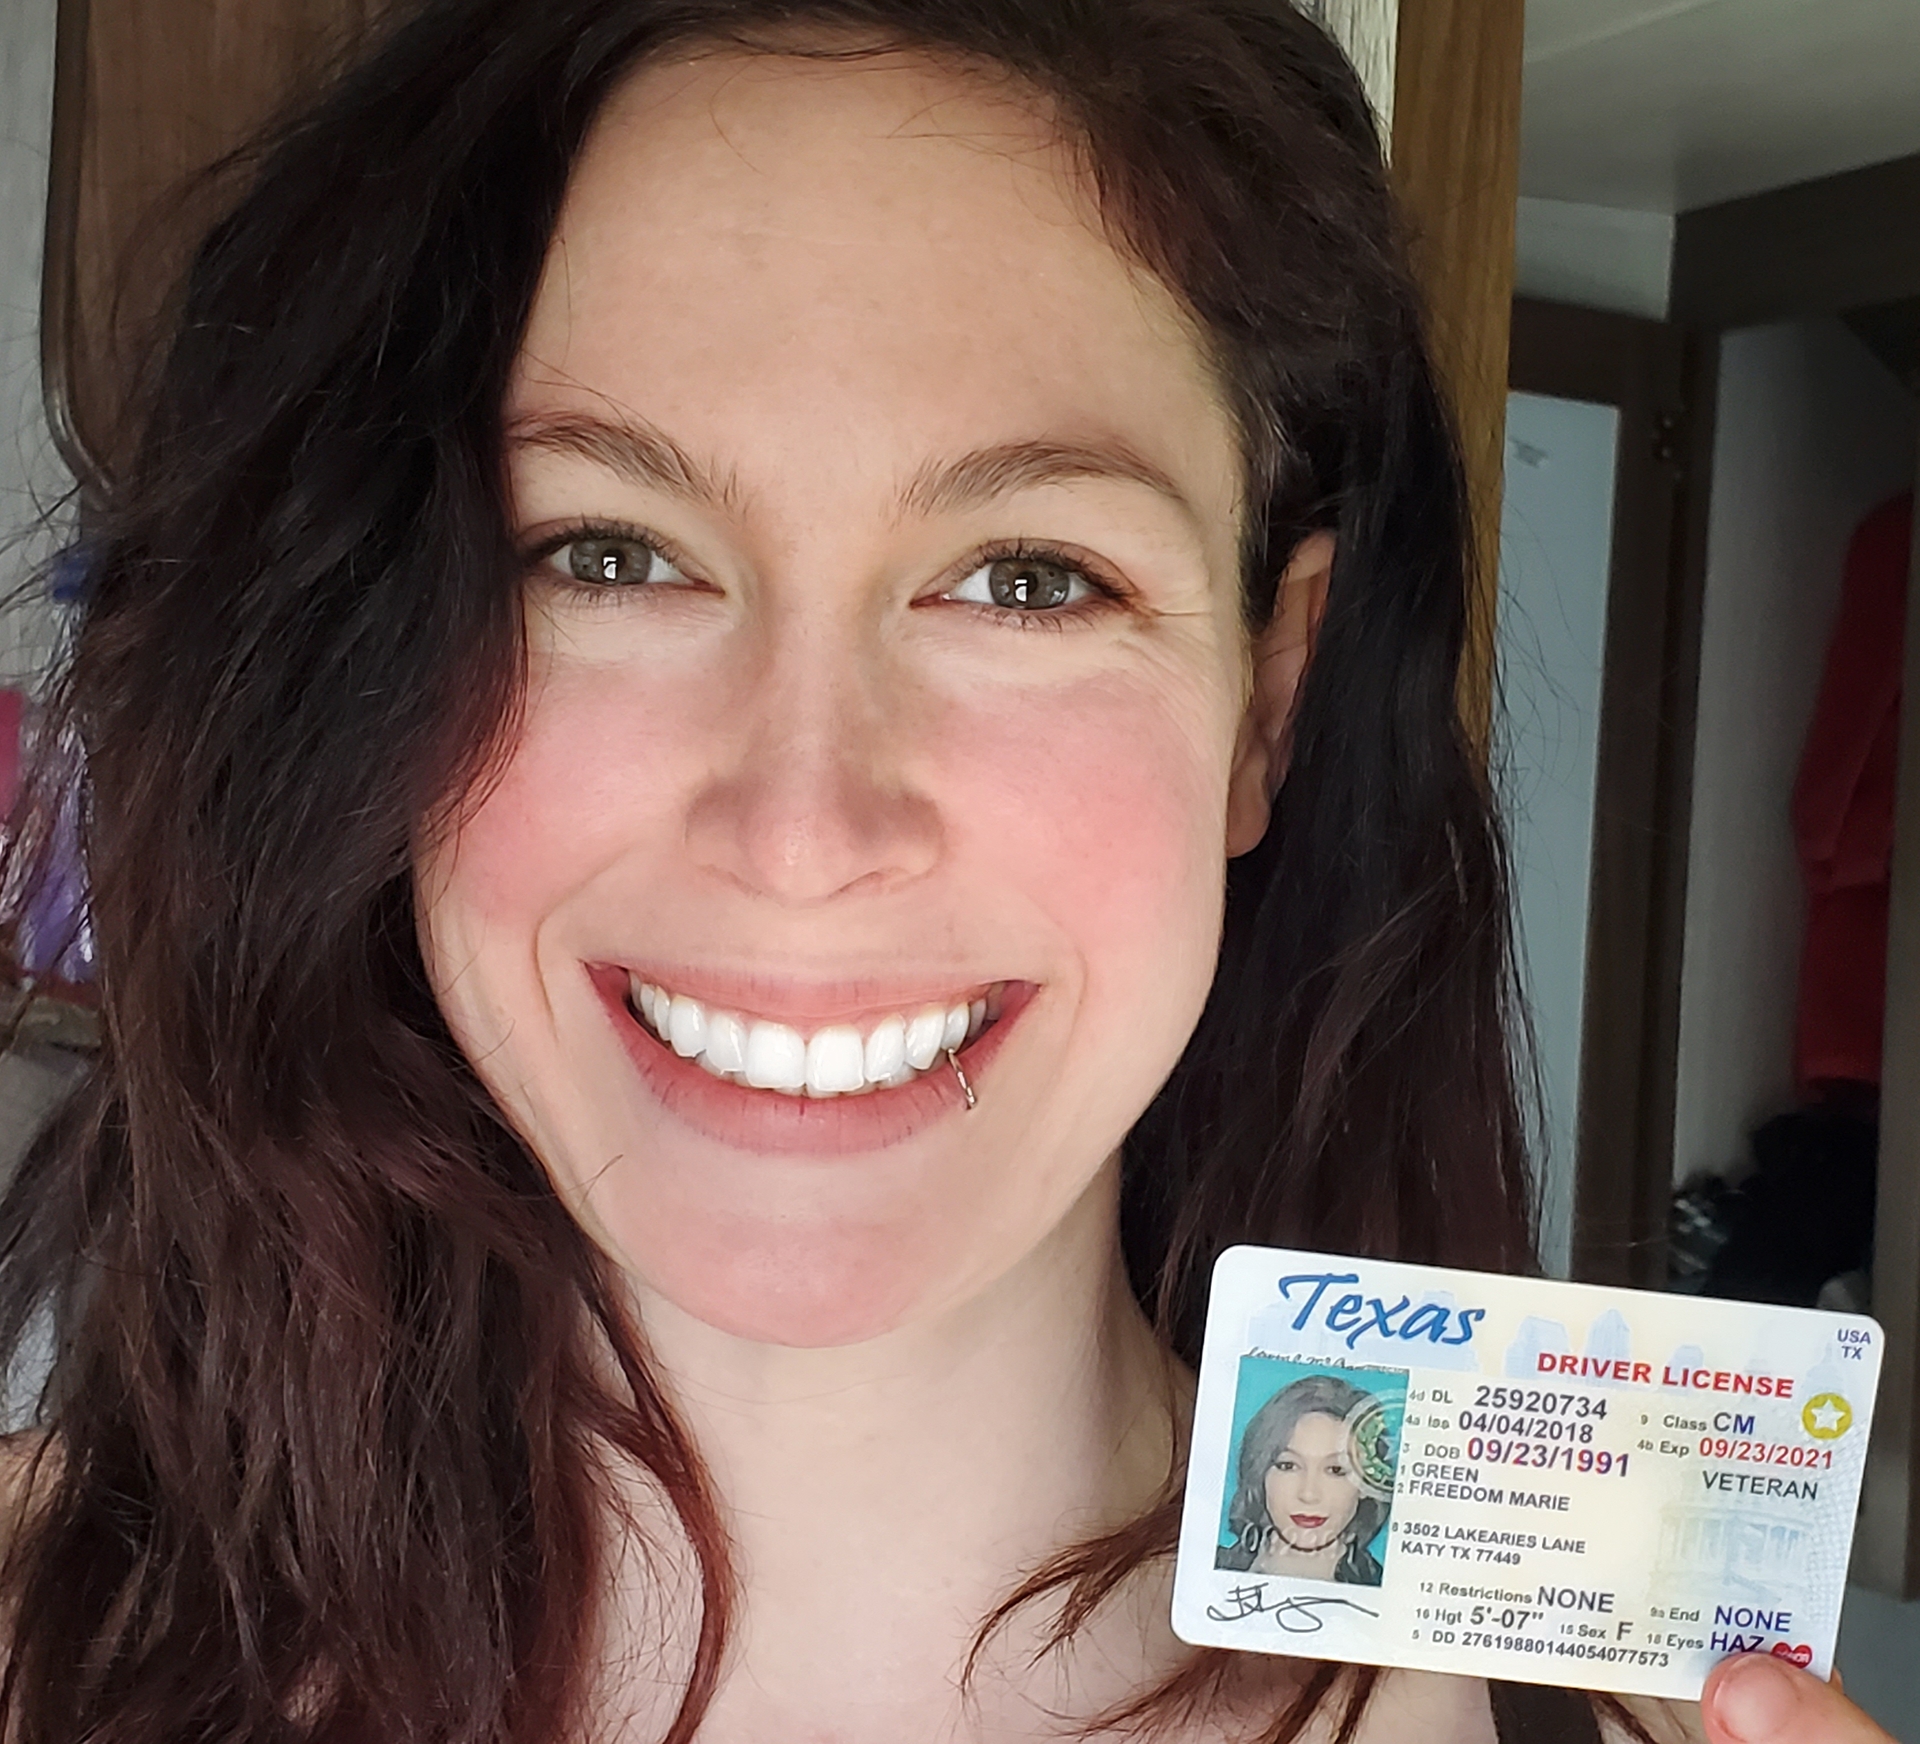 Texas
USA
TX
DRIVER LICENSE
4d DL 25920734
9 Class CM
4a Iss 04/04/2018
4b Exp 09/23/2021
3 DOB 09/23/1991
VETERAN
1 GREEN
2 FREEDOM MARIE
8 3502 LAKEARIES LANE
KATY TX 77449
12 Restrictions NONE
9a End NONE
16 Hgt 5'-07" 15 Sex F 18 Eyes HAZ
5 DD 27619880144054077573